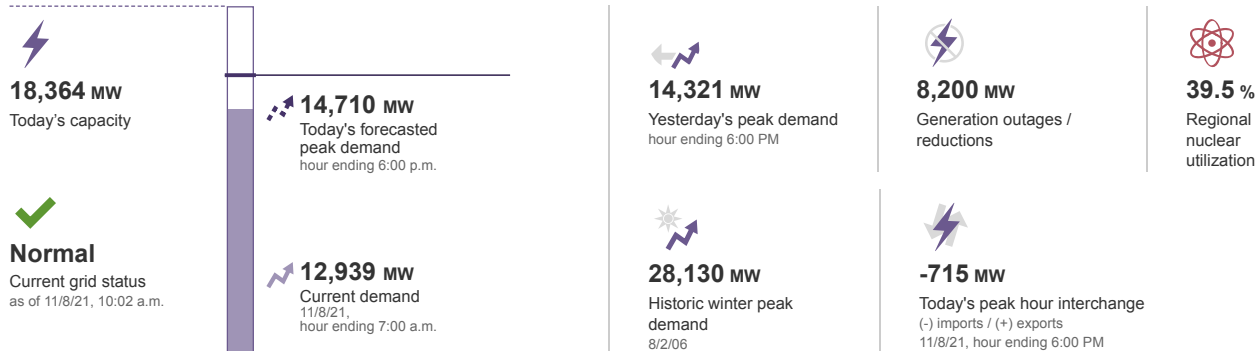 18,364 MW
Today's capacity
Normal
Current grid status
as of 11/8/21, 10:02 a.m.
14,710 MW
Today's forecasted
peak demand
hour ending 6:00 p.m.
12,939 MW
Current demand
11/8/21,
hour ending 7:00 a.m.
14,321 MW
Yesterday's peak demand
hour ending 6:00 PM
8,200 MW
Generation outages /
reductions
39.5 %
Regional
nuclear
utilization
28,130 MW
Historic winter peak
demand
8/2/06
-715 MW
Today's peak hour interchange
(-) imports / (+) exports
11/8/21, hour ending 6:00 PM